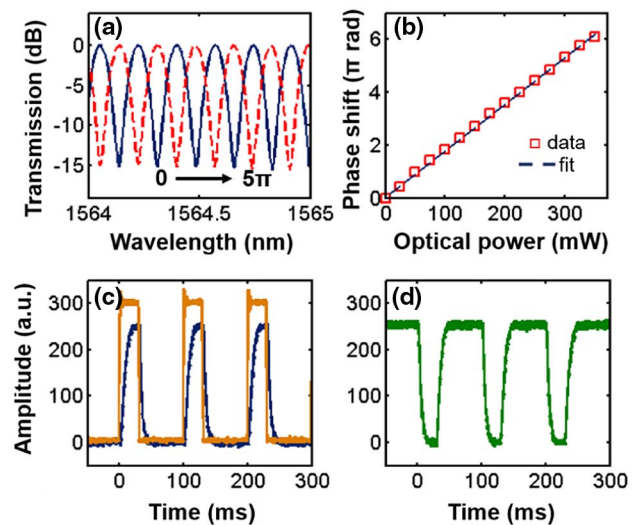 (a)
Transmission (dB)
0
-5
-10
-15
0 → 5π
1564
1564.5
1565
Wavelength (nm)
(b)
Phase shift (π rad)
6
4
2
0
data
fit
0
100
200
300
Optical power (mW)
(c)
Amplitude (a.u.)
300
200
100
0
0
100
200
300
Time (ms)
(d)
300
200
100
0
0
100
200
300
Time (ms)